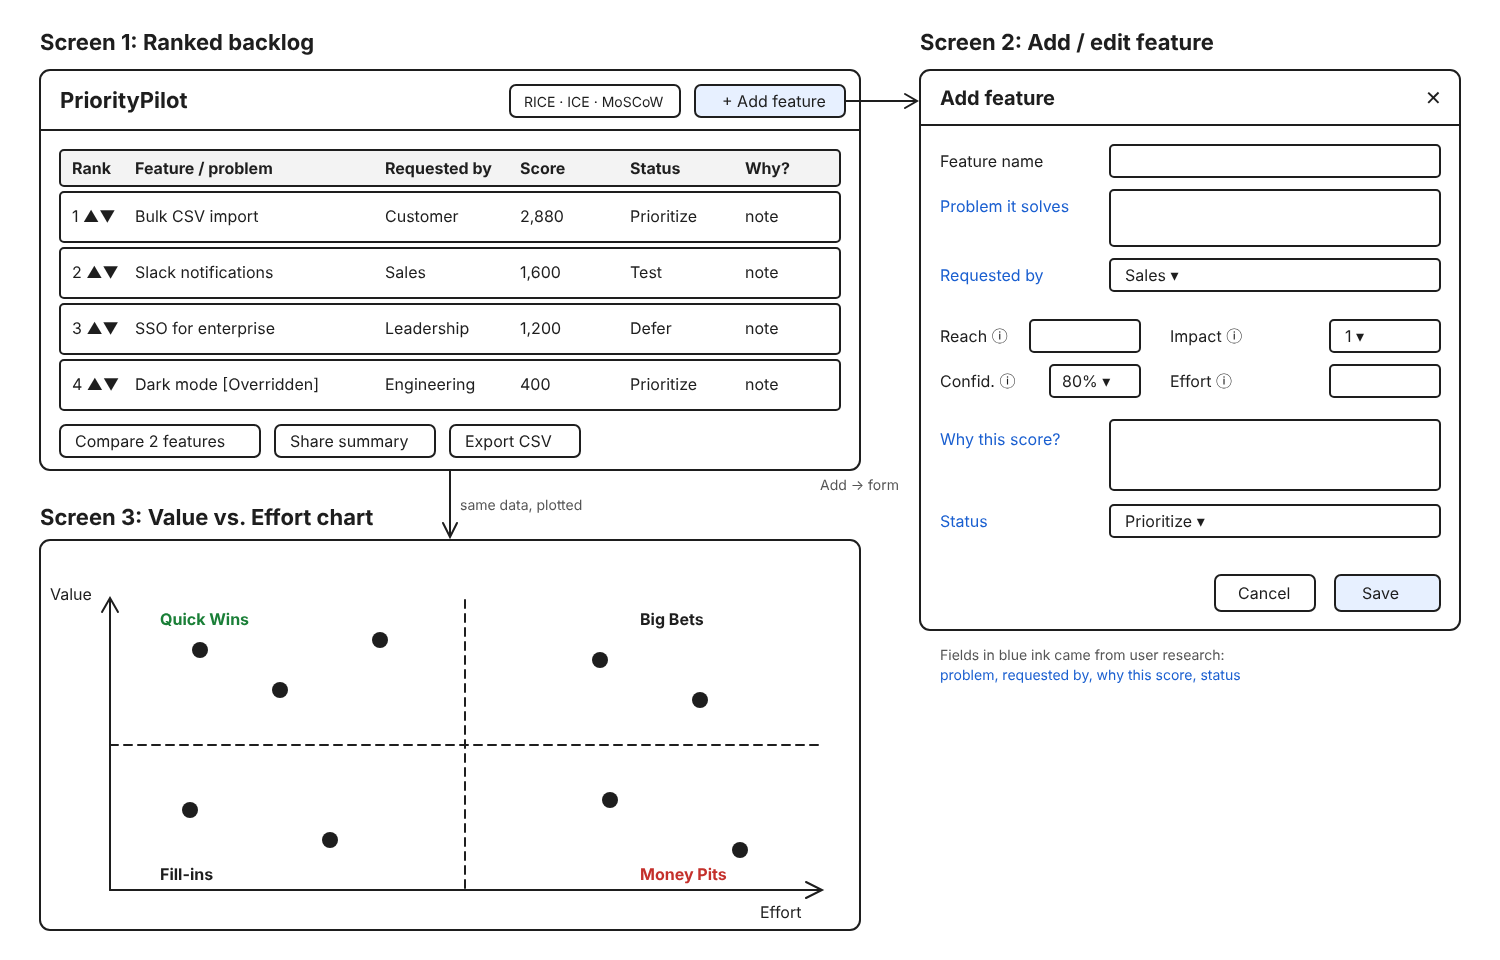 Screen 1: Ranked backlog
PriorityPilot
RICE · ICE · MoSCoW
+ Add feature
Rank Feature / problem Requested by Score Status Why?
1 ▲▼ Bulk CSV import Customer 2,880 Prioritize note
2 ▲▼ Slack notifications Sales 1,600 Test note
3 ▲▼ SSO for enterprise Leadership 1,200 Defer note
4 ▲▼ Dark mode [Overridden] Engineering 400 Prioritize note
Compare 2 features
Share summary
Export CSV
Add → form
same data, plotted
Screen 2: Add / edit feature
Add feature ✕
Feature name
Problem it solves
Requested by Sales ▾
Reach ⓘ Impact ⓘ 1 ▾
Confid. ⓘ 80% ▾ Effort ⓘ
Why this score?
Status Prioritize ▾
Cancel
Save
Fields in blue ink came from user research:
problem, requested by, why this score, status
Screen 3: Value vs. Effort chart
Value
Quick Wins
Big Bets
Fill-ins
Money Pits
Effort